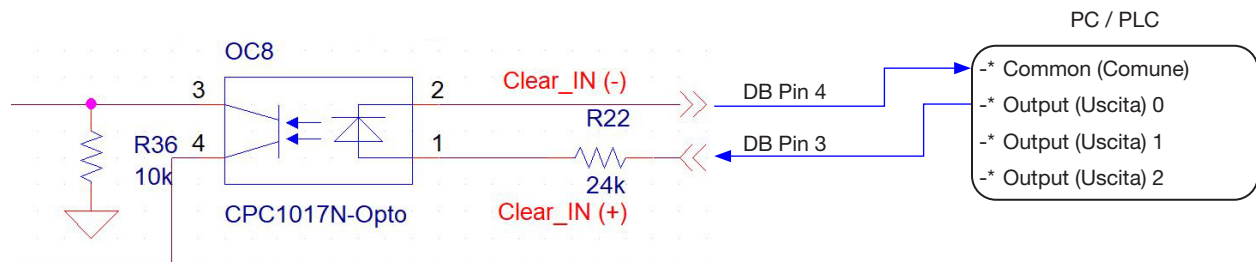 PC / PLC
OC8
3
2
Clear_IN (-)
DB Pin 4
-* Common (Comune)
-* Output (Uscita) 0
-* Output (Uscita) 1
-* Output (Uscita) 2
R36
10k
4
1
R22
24k
DB Pin 3
CPC1017N-Opto
Clear_IN (+)